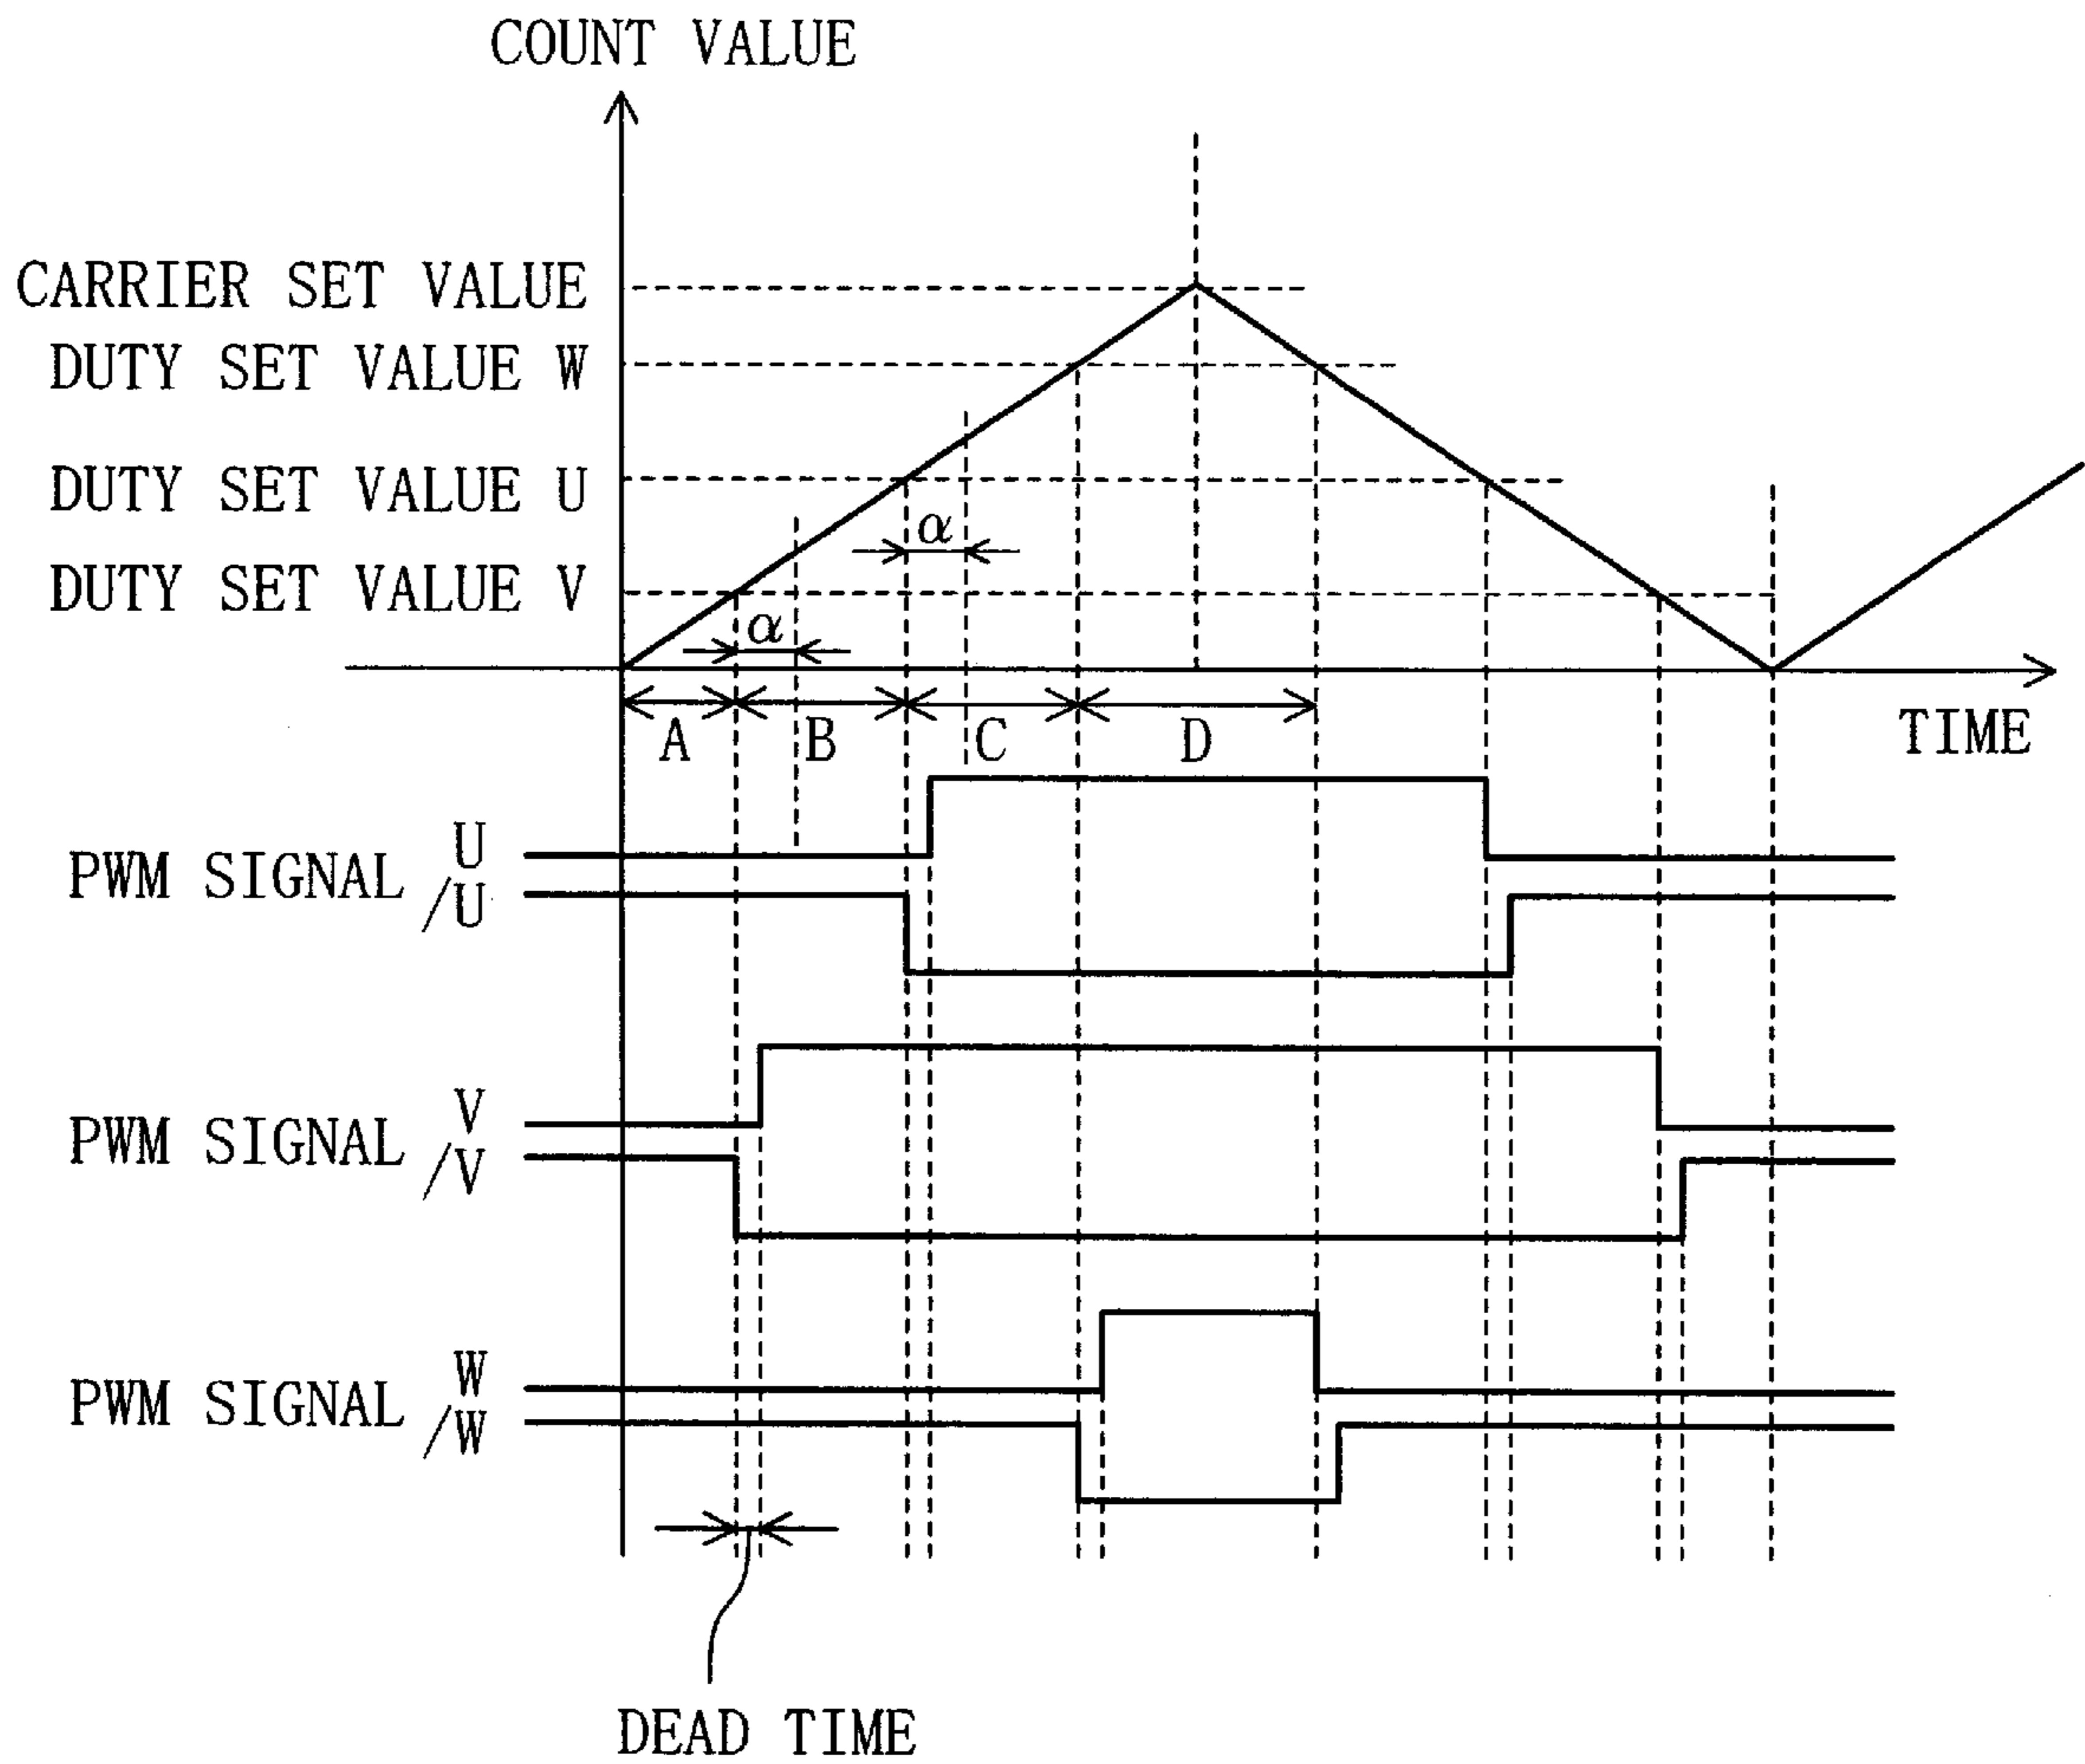 COUNT VALUE
CARRIER SET VALUE
DUTY SET VALUE W
DUTY SET VALUE U
α
DUTY SET VALUE V
α
A B C D
TIME
PWM SIGNAL U
/U
PWM SIGNAL V
/V
PWM SIGNAL W
/W
DEAD TIME